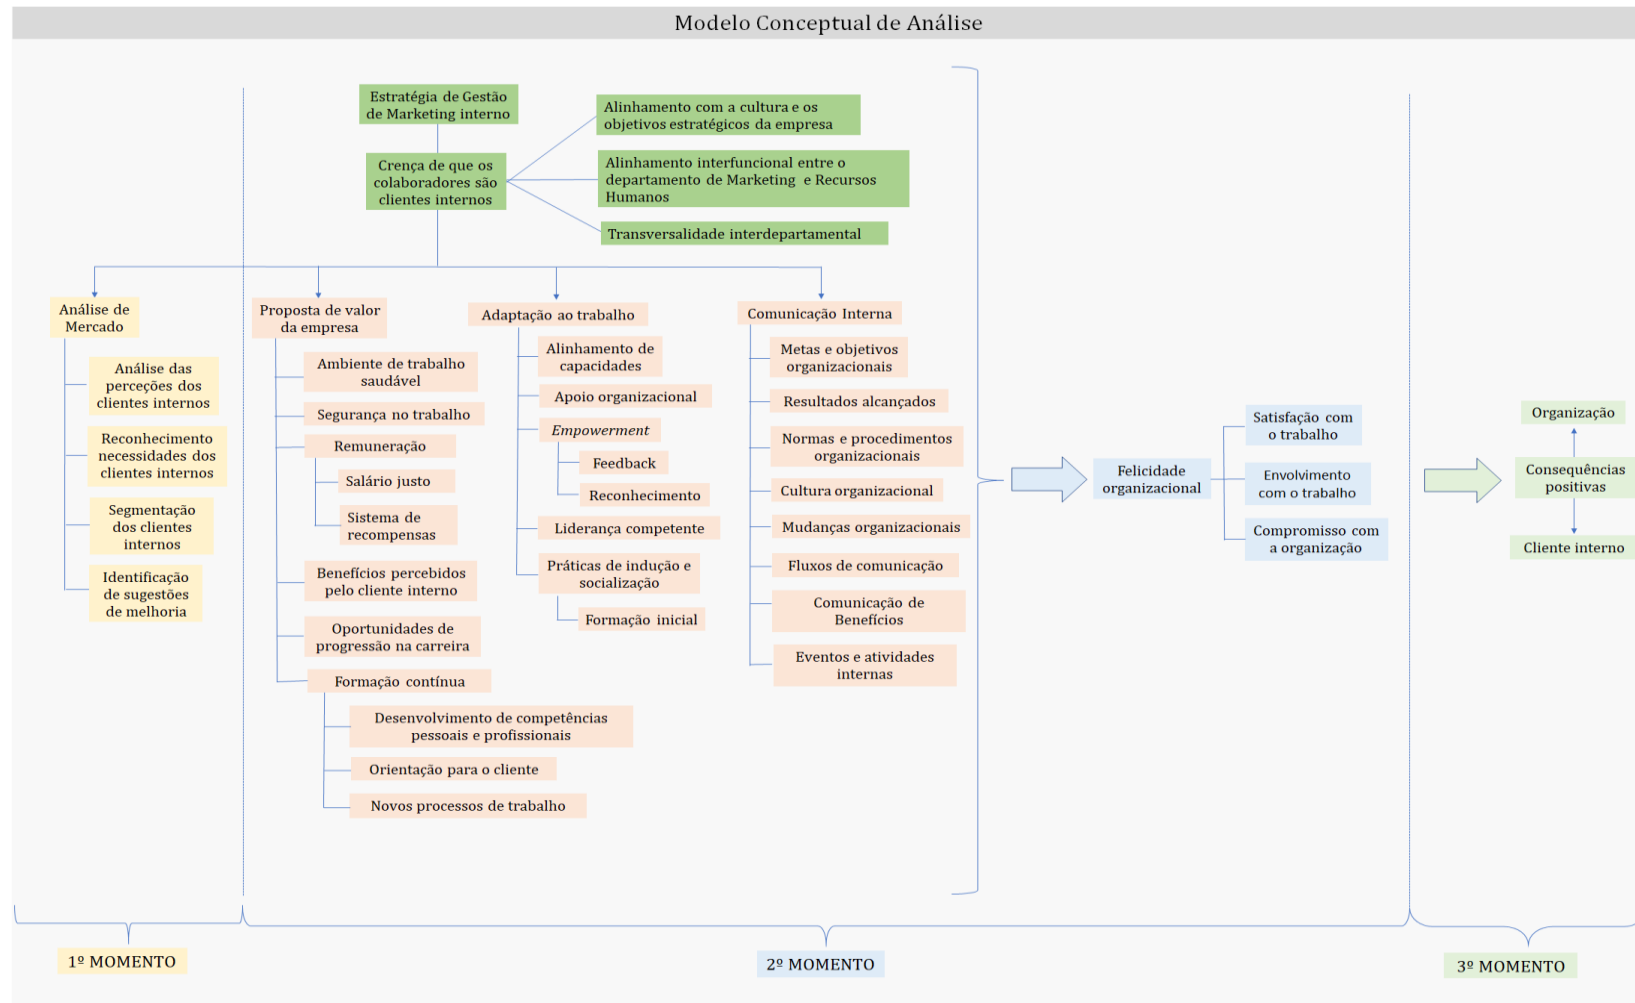 Modelo Conceptual de Análise
Estratégia de Gestão
de Marketing interno
Crença de que os
colaboradores são
clientes internos
Alinhamento com a cultura e os
objetivos estratégicos da empresa
Alinhamento interfuncional entre o
departamento de Marketing e Recursos
Humanos
Transversalidade interdepartamental
Análise de
Mercado
Análise das
perceções dos
clientes internos
Reconhecimento
necessidades dos
clientes internos
Segmentação
dos clientes
internos
Identificação
de sugestões
de melhoria
Proposta de valor
da empresa
Ambiente de trabalho
saudável
Segurança no trabalho
Remuneração
Salário justo
Sistema de
recompensas
Benefícios percebidos
pelo cliente interno
Oportunidades de
progressão na carreira
Formação contínua
Desenvolvimento de competências
pessoais e profissionais
Orientação para o cliente
Novos processos de trabalho
Adaptação ao trabalho
Alinhamento de
capacidades
Apoio organizacional
Empowerment
Feedback
Reconhecimento
Liderança competente
Práticas de indução e
socialização
Formação inicial
Comunicação Interna
Metas e objetivos
organizacionais
Resultados alcançados
Normas e procedimentos
organizacionais
Cultura organizacional
Mudanças organizacionais
Fluxos de comunicação
Comunicação de
Benefícios
Eventos e atividades
internas
Felicidade
organizacional
Satisfação com
o trabalho
Envolvimento
com o trabalho
Compromisso com
a organização
Organização
Consequências
positivas
Cliente interno
1º MOMENTO
2º MOMENTO
3º MOMENTO